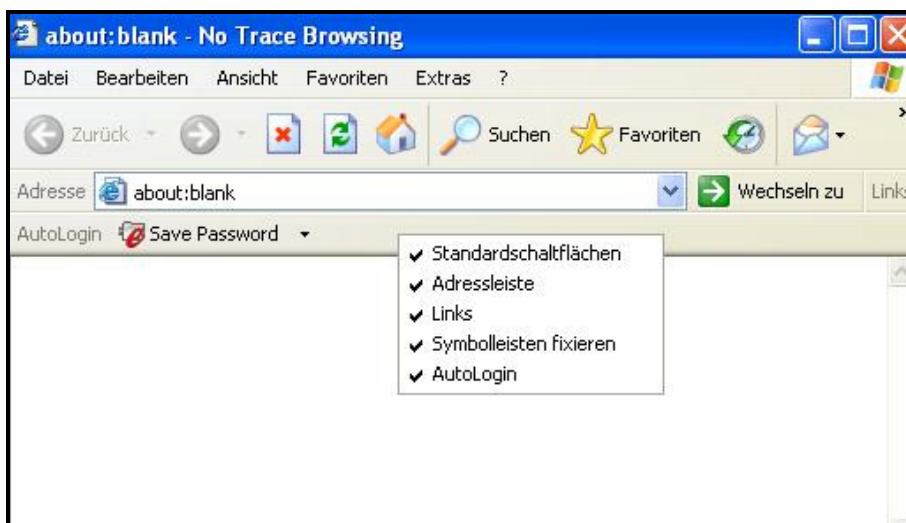 about:blank - No Trace Browsing
Datei Bearbeiten Ansicht Favoriten Extras ?
Zurück Suchen Favoriten »
Adresse about:blank Wechseln zu Links
AutoLogin Save Password
Standardschaltflächen
Adressleiste
Links
Symbolleisten fixieren
AutoLogin